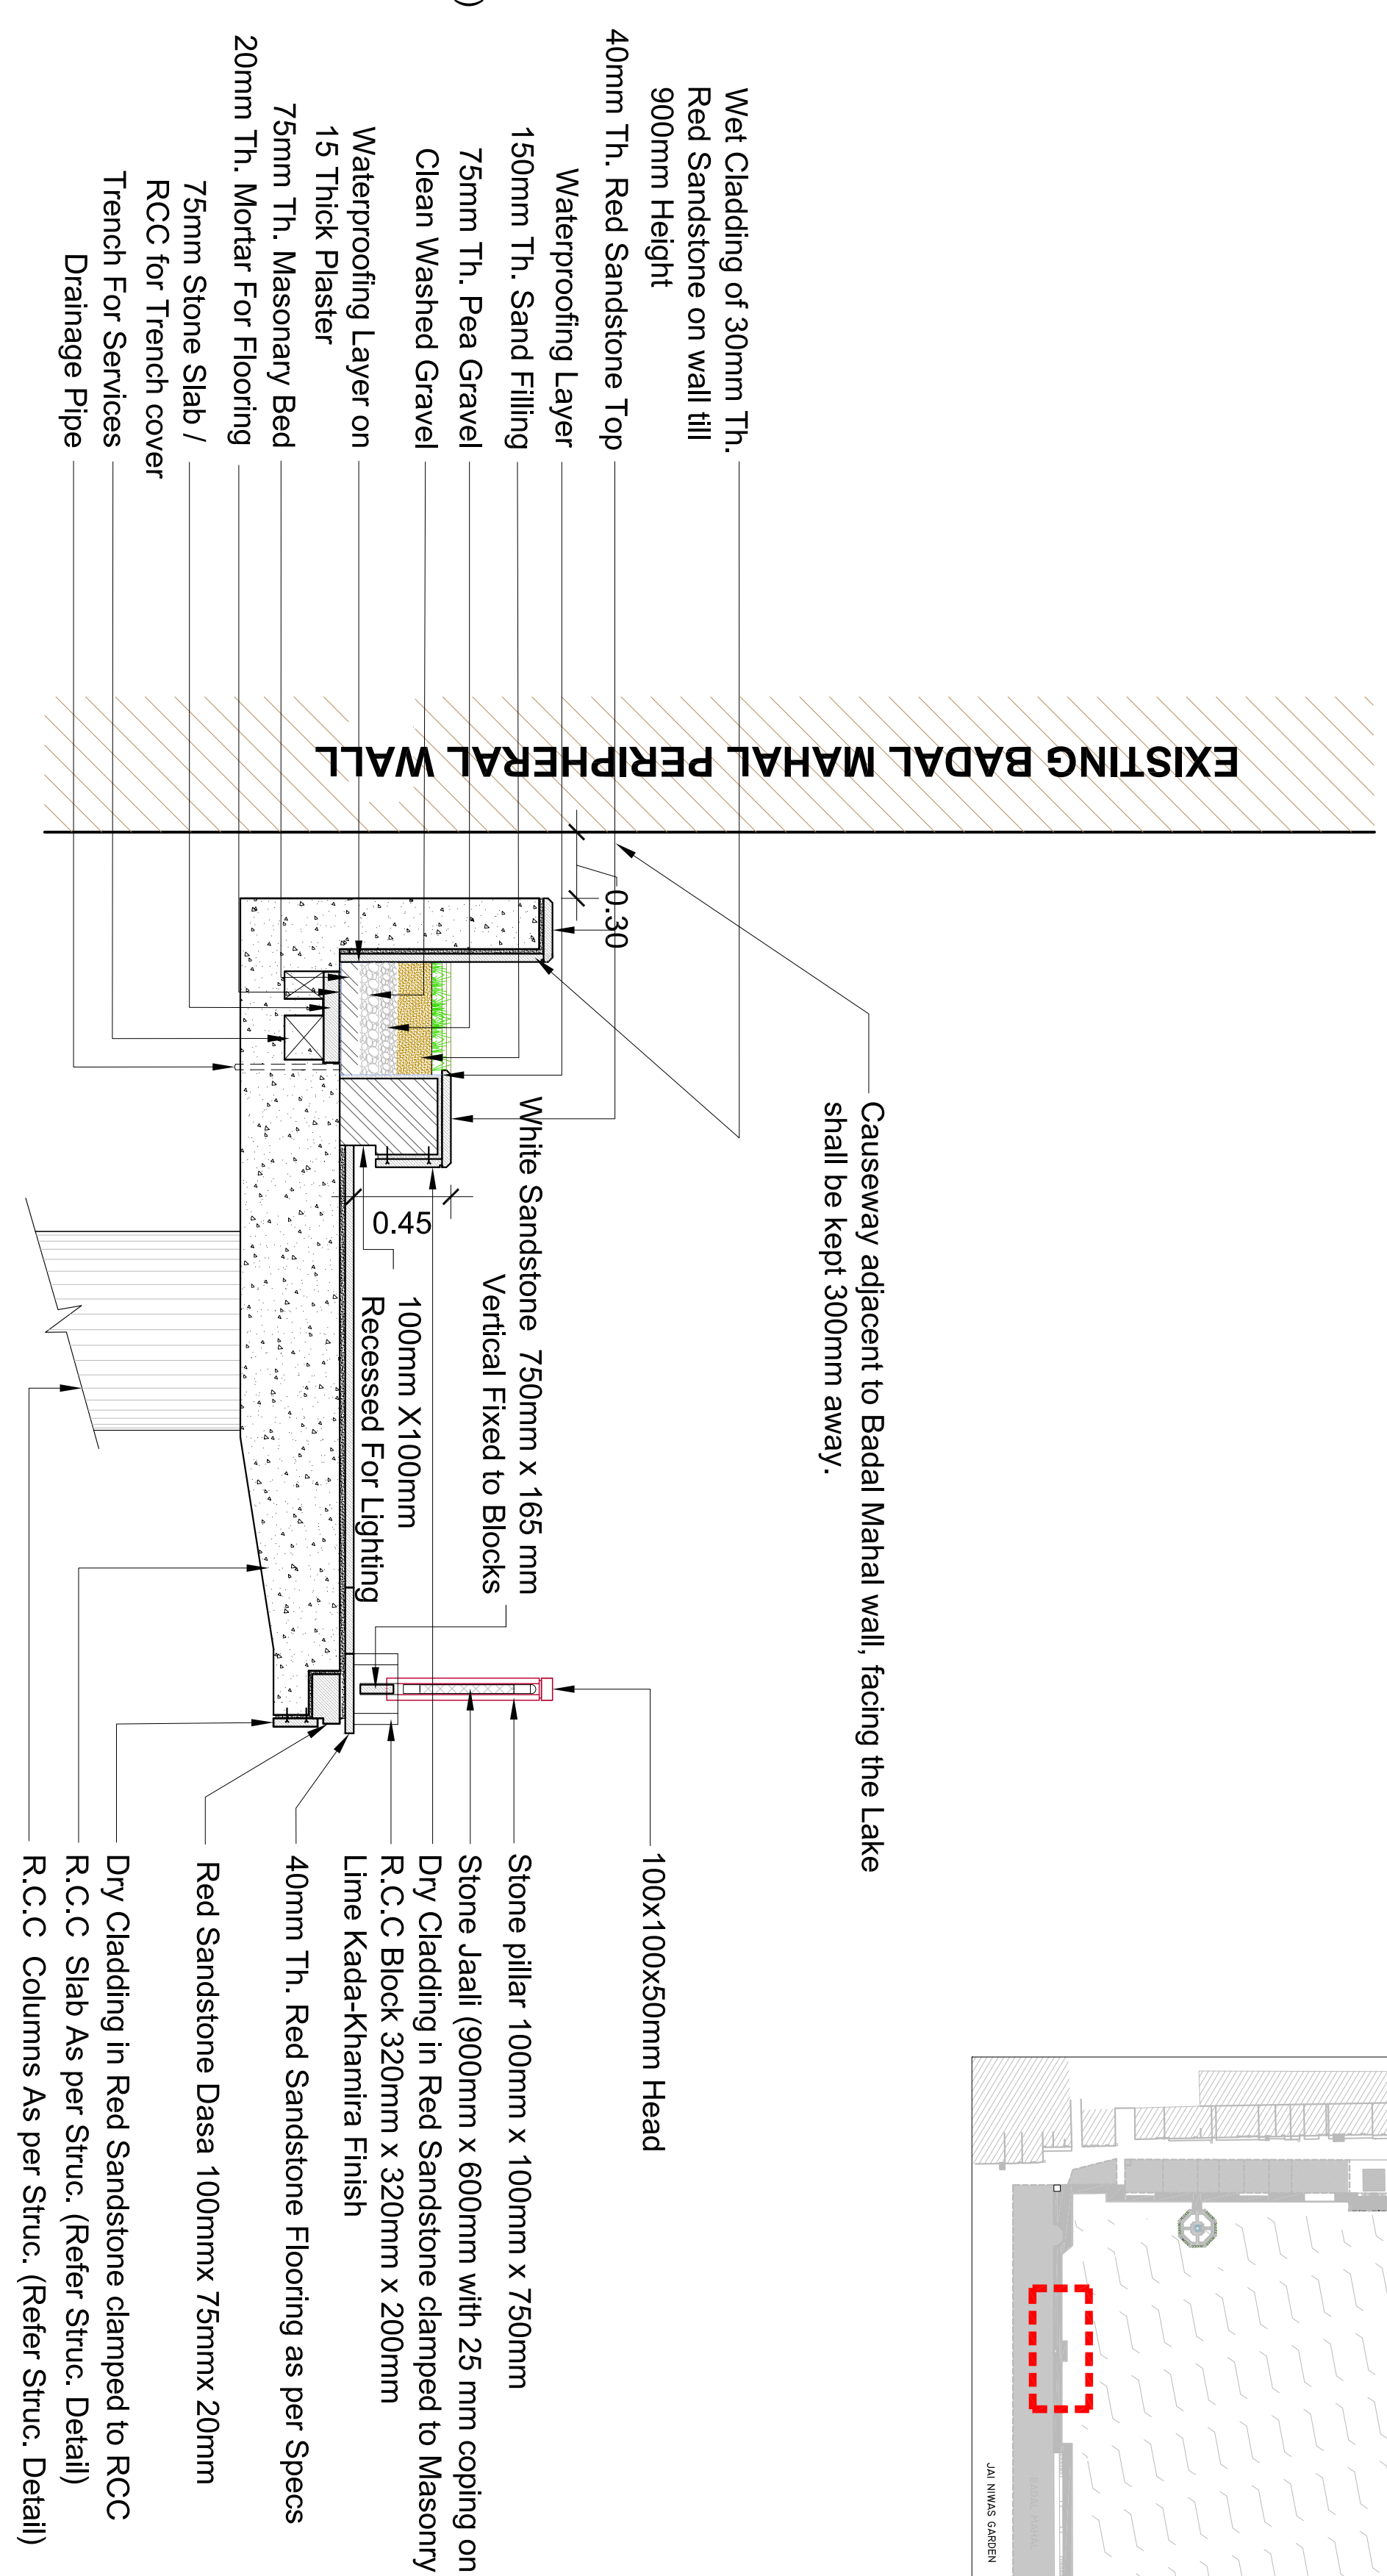 Wet Cladding of 30mm Th.
Red Sandstone on wall till
900mm Height
40mm Th. Red Sandstone Top
Waterproofing Layer
150mm Th. Sand Filling
75mm Th. Pea Gravel
Clean Washed Gravel
Waterproofing Layer on
15 Thick Plaster
75mm Th. Masonary Bed
20mm Th. Mortar For Flooring
75mm Stone Slab /
RCC for Trench cover
Trench For Services
Drainage Pipe
EXISTING BADAL MAHAL PERIPHERAL WALL
0.30
Causeway adjacent to Badal Mahal wall, facing the Lake
shall be kept 300mm away.
White Sandstone 750mm x 165 mm
Vertical Fixed to Blocks
0.45
100mm X100mm
Recessed For Lighting
100x100x50mm Head
Stone pillar 100mm x 100mm x 750mm
Stone Jaali (900mm x 600mm with 25 mm coping on
)
Dry Cladding in Red Sandstone clamped to Masonry
R.C.C Block 320mm x 320mm x 200mm
Lime Kada-Khamira Finish
40mm Th. Red Sandstone Flooring as per Specs
Red Sandstone Dasa 100mmx 75mmx 20mm
Dry Cladding in Red Sandstone clamped to RCC
R.C.C Slab As per Struc. (Refer Struc. Detail)
R.C.C Columns As per Struc. (Refer Struc. Detail)
BADAL MAHAL
JAI NIWAS GARDEN